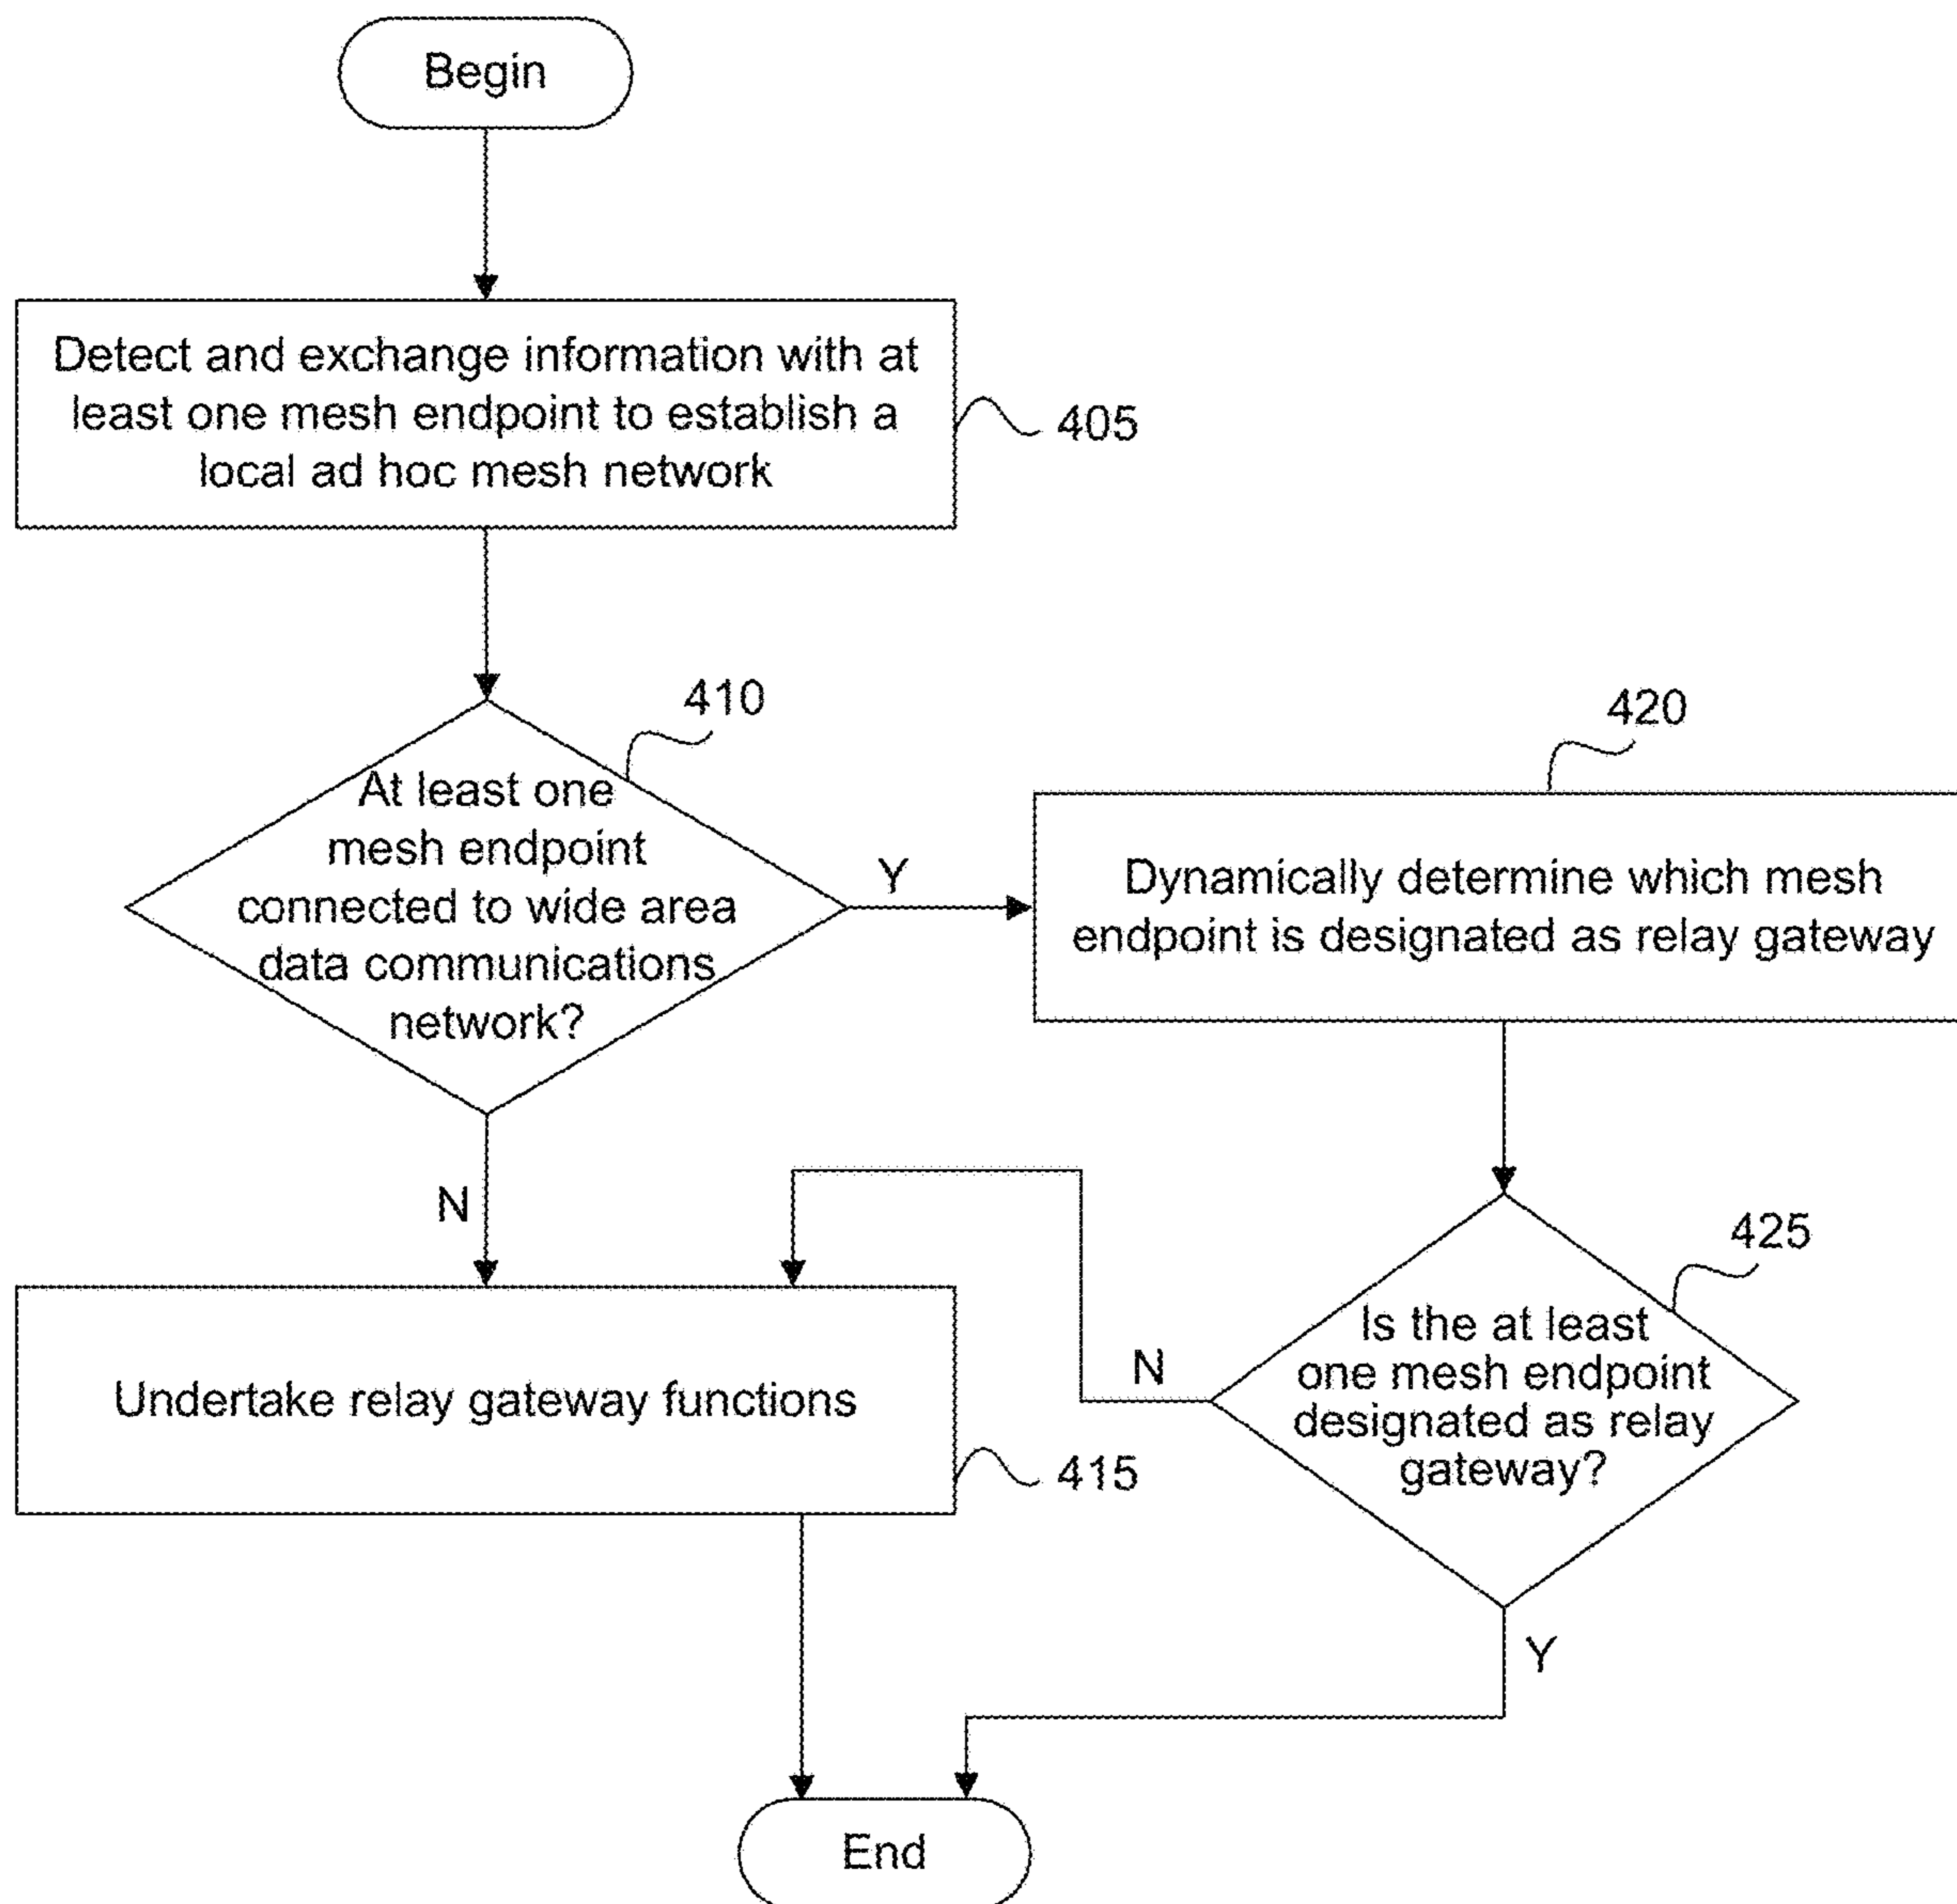 Begin
Detect and exchange information with at
least one mesh endpoint to establish a
local ad hoc mesh network
405
410
At least one
mesh endpoint
connected to wide area
data communications
network?
Y
N
420
Dynamically determine which mesh
endpoint is designated as relay gateway
425
Is the at least
one mesh endpoint
designated as relay
gateway?
N
Y
Undertake relay gateway functions
415
End